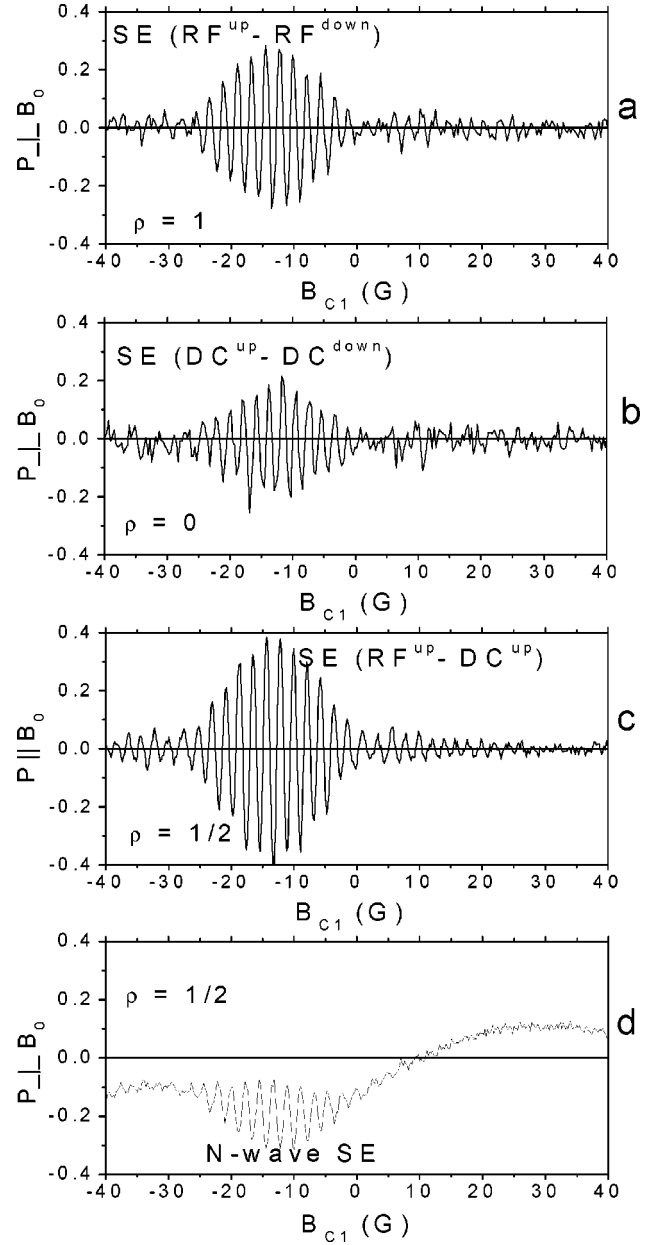 SE (RF^up - RF^down)
0.4
0.2
0.0
-0.2
-0.4
P_|_B_0
a
ρ = 1
-40 -30 -20 -10 0 10 20 30 40
B_C1 (G)
0.4
0.2
0.0
-0.2
-0.4
P_|_B_0
SE (DC^up - DC^down)
b
ρ = 0
-40 -30 -20 -10 0 10 20 30 40
B_C1 (G)
0.4
0.2
0.0
-0.2
-0.4
P||B_0
SE (RF^up - DC^up)
c
ρ = 1/2
-40 -30 -20 -10 0 10 20 30 40
B_C1 (G)
0.4
0.2
0.0
-0.2
-0.4
P_|_B_0
ρ = 1/2
d
N-wave SE
-40 -30 -20 -10 0 10 20 30 40
B_C1 (G)